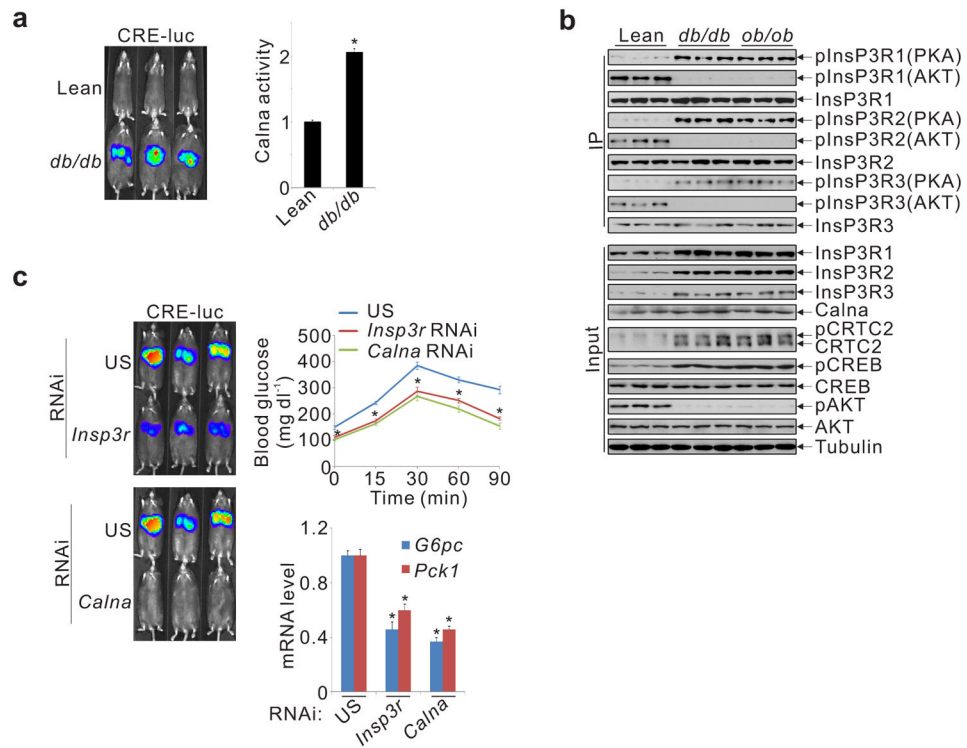 a
CRE-luc
Lean
db/db
Calna activity
2
1
0
*
Lean
db/db
b
Lean
db/db
ob/ob
IP
pInsP3R1(PKA)
pInsP3R1(AKT)
InsP3R1
pInsP3R2(PKA)
pInsP3R2(AKT)
InsP3R2
pInsP3R3(PKA)
pInsP3R3(AKT)
InsP3R3
Input
InsP3R1
InsP3R2
InsP3R3
Calna
pCRTC2
CRTC2
pCREB
CREB
pAKT
AKT
Tubulin
c
CRE-luc
RNAi
US
Insp3r
RNAi
US
Calna
US
Insp3r RNAi
Calna RNAi
Blood glucose
(mg dl-1)
500
400
300
200
100
0
* * * * *
0 15 30 60 90
Time (min)
mRNA level
1.2
0.8
0.4
0
G6pc
Pck1
* * * *
RNAi: US Insp3r Calna